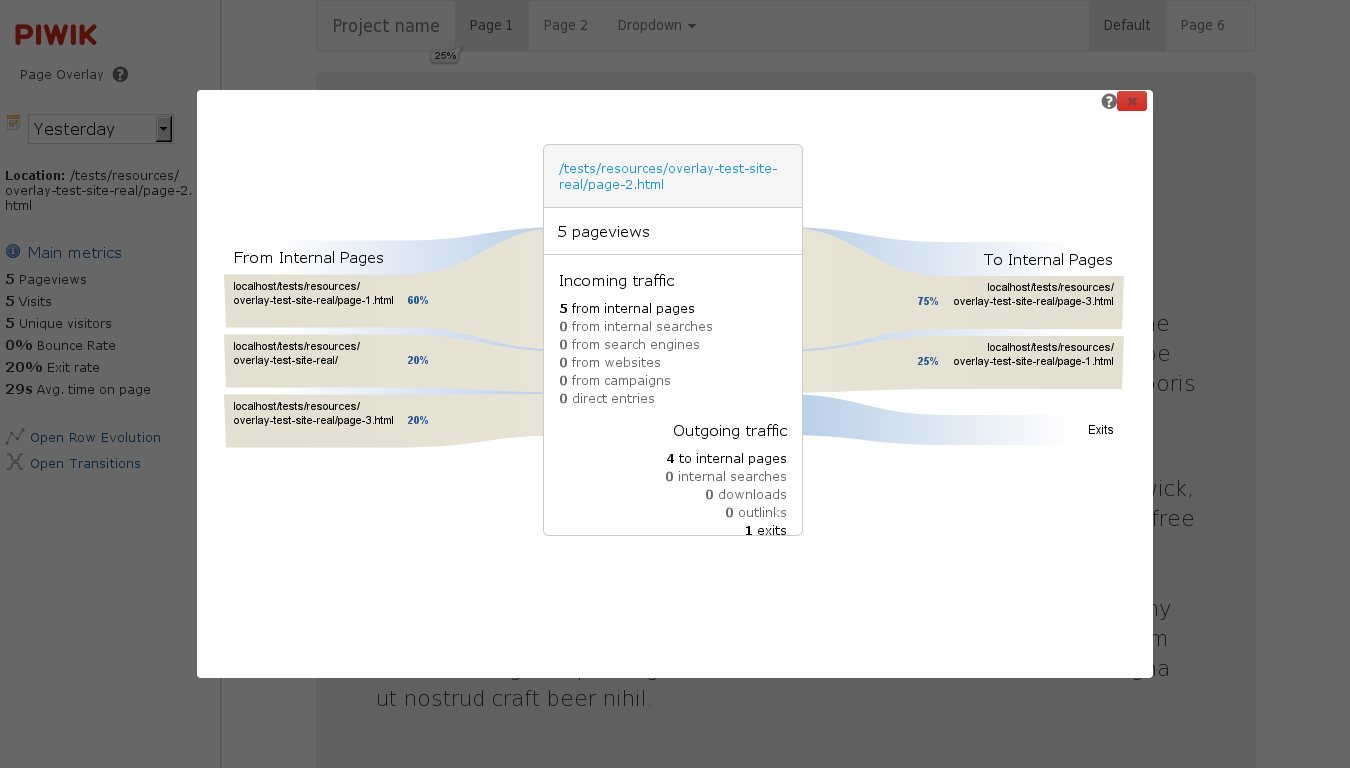 PIWIK
Page Overlay
Yesterday
Location: /tests/resources/
overlay-test-site-real/page-2.
html
Main metrics
5 Pageviews
5 Visits
5 Unique visitors
0% Bounce Rate
20% Exit rate
29s Avg. time on page
Open Row Evolution
Open Transitions
Project name Page 1 Page 2 Dropdown Default Page 6
25%
/tests/resources/overlay-test-site-
real/page-2.html
5 pageviews
Incoming traffic
5 from internal pages
0 from internal searches
0 from search engines
0 from websites
0 from campaigns
0 direct entries
Outgoing traffic
4 to internal pages
0 internal searches
0 downloads
0 outlinks
1 exits
From Internal Pages
localhost/tests/resources/
overlay-test-site-real/page-1.html 60%
localhost/tests/resources/
overlay-test-site-real/ 20%
localhost/tests/resources/
overlay-test-site-real/page-3.html 20%
To Internal Pages
localhost/tests/resources/
75% overlay-test-site-real/page-3.html
localhost/tests/resources/
25% overlay-test-site-real/page-1.html
Exits
free
ut nostrud craft beer nihil.